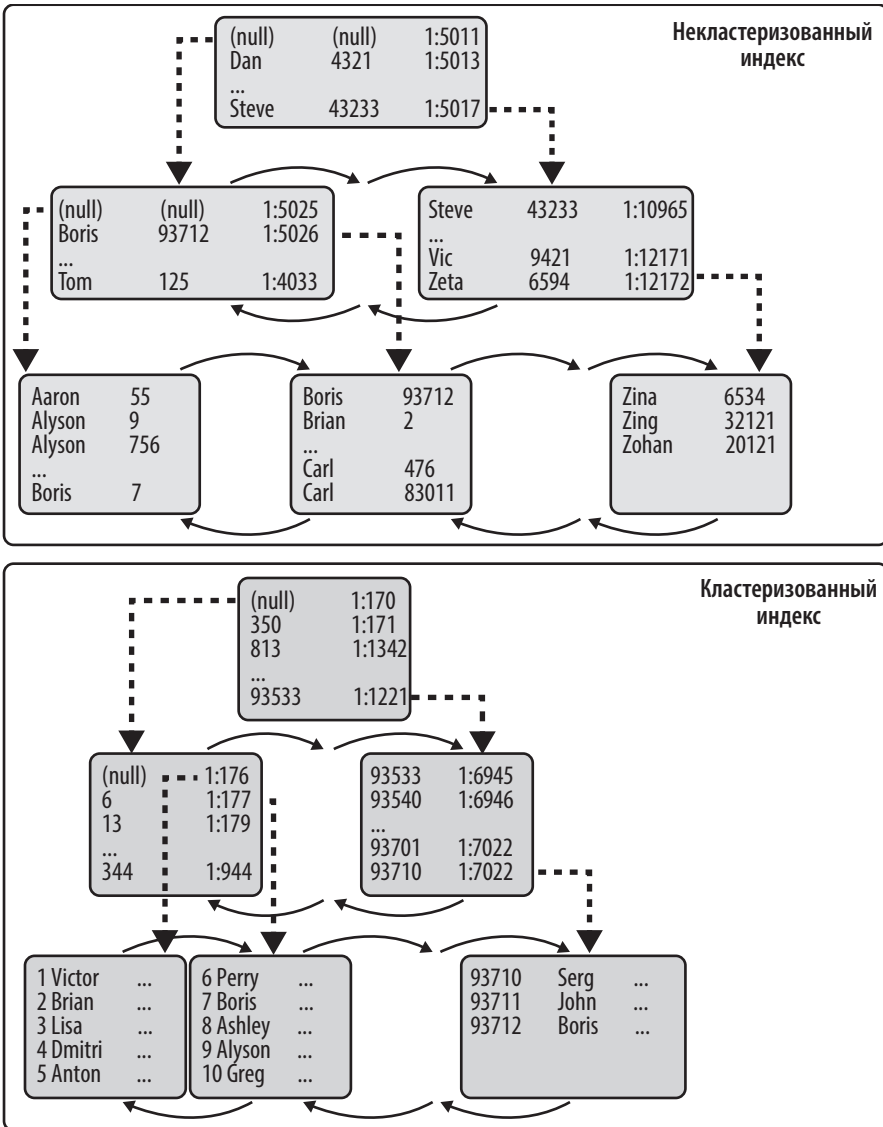 Некластеризованный
индекс
(null) (null) 1:5011
Dan 4321 1:5013
...
Steve 43233 1:5017
(null) (null) 1:5025
Boris 93712 1:5026
...
Tom 125 1:4033
Steve 43233 1:10965
...
Vic 9421 1:12171
Zeta 6594 1:12172
Aaron 55
Alyson 9
Alyson 756
...
Boris 7
Boris 93712
Brian 2
...
Carl 476
Carl 83011
Zina 6534
Zing 32121
Zohan 20121
Кластеризованный
индекс
(null) 1:170
350 1:171
813 1:1342
...
93533 1:1221
(null) 1:176
6 1:177
13 1:179
...
344 1:944
93533 1:6945
93540 1:6946
...
93701 1:7022
93710 1:7022
1 Victor ...
2 Brian ...
3 Lisa ...
4 Dmitri ...
5 Anton ...
6 Perry ...
7 Boris ...
8 Ashley ...
9 Alyson ...
10 Greg ...
93710 Serg ...
93711 John ...
93712 Boris ...